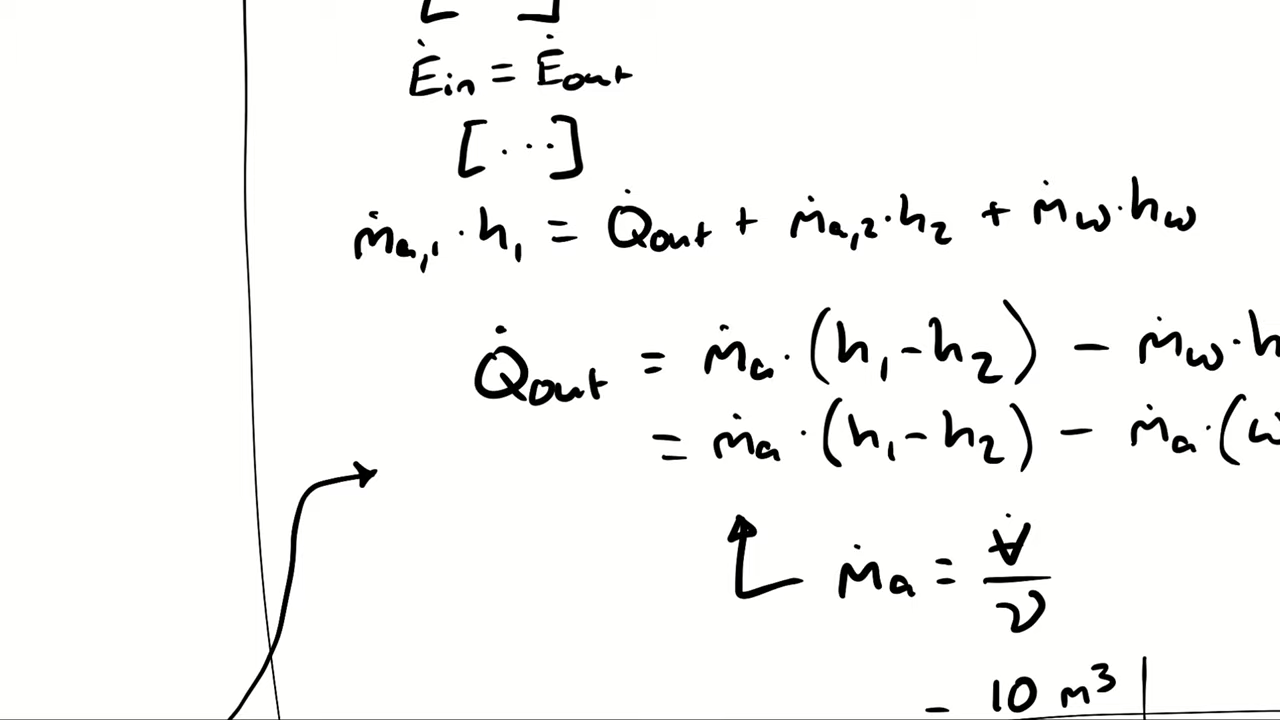 [ ]
Ėin = Ėout
[...]
ṁa,1 · h1 = Q̇out + ṁa,2 · h2 + ṁw · hw
Q̇out = ṁa · (h1 - h2) - ṁw · h
= ṁa · (h1 - h2) - ṁa · (ω
ṁa = V̇ / ν
= 10 m³ |